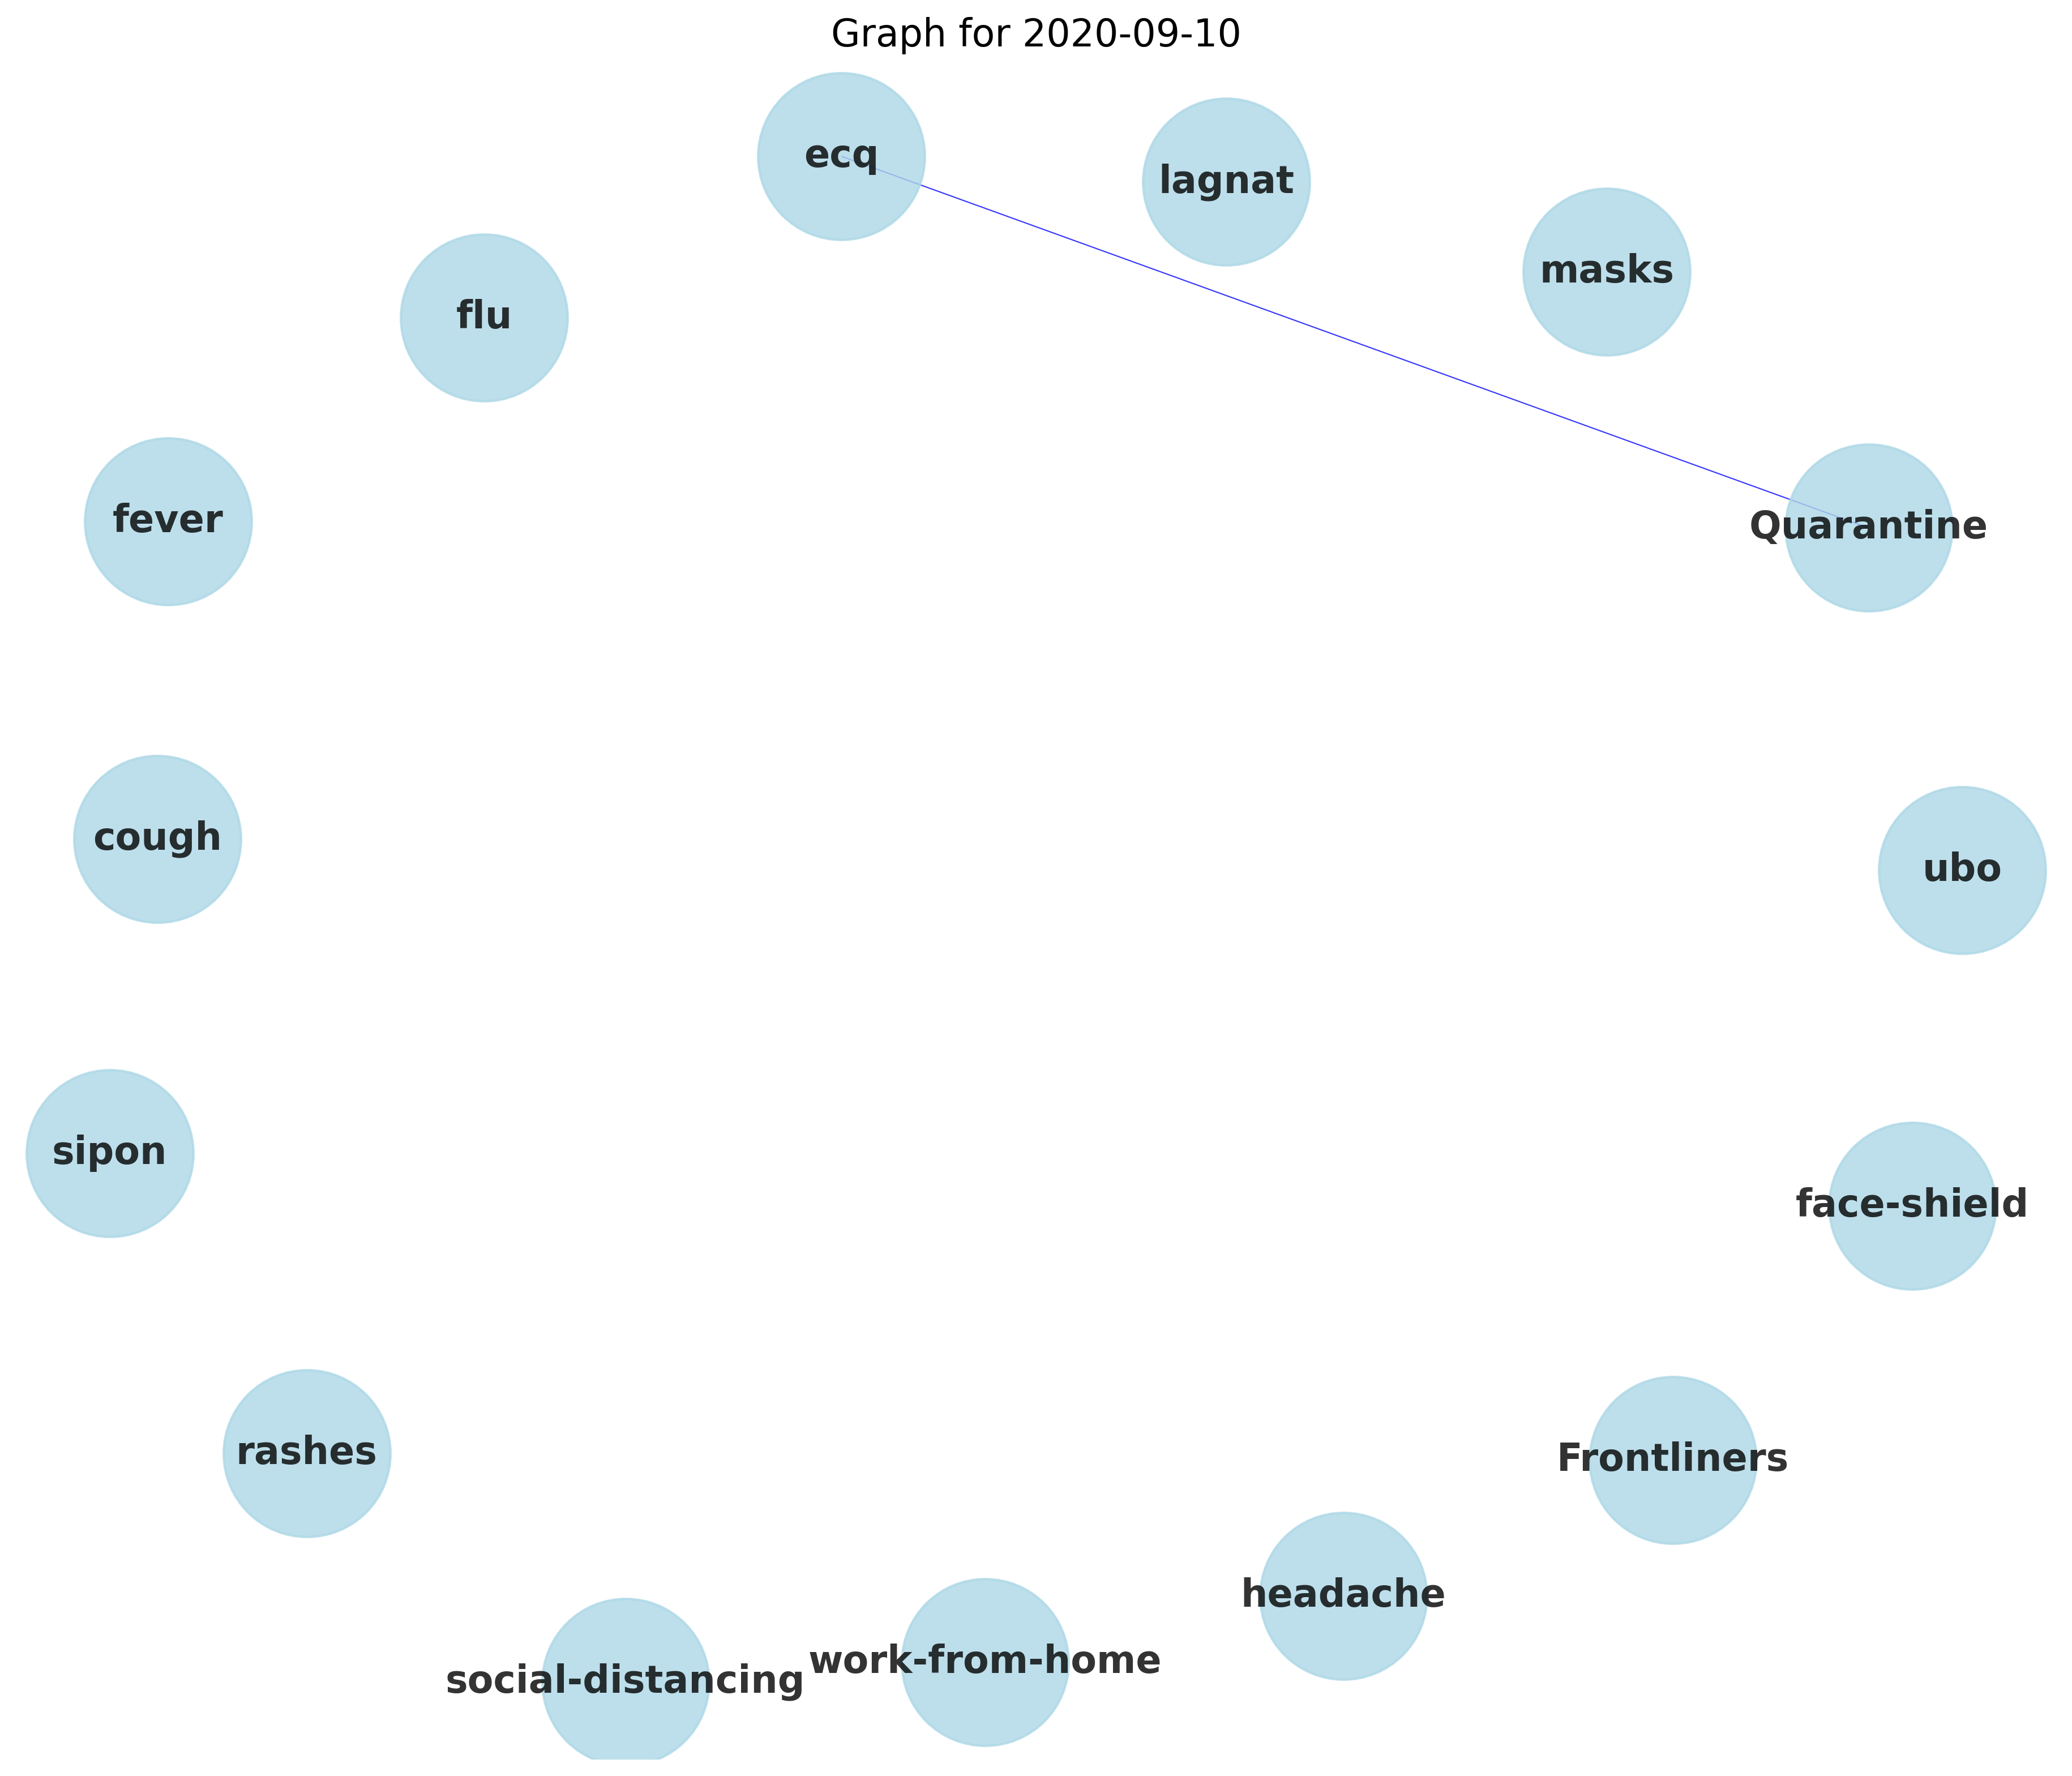 Graph for 2020-09-10
ecq
lagnat
masks
flu
fever
Quarantine
cough
ubo
sipon
face-shield
rashes
Frontliners
headache
work-from-home
social-distancing